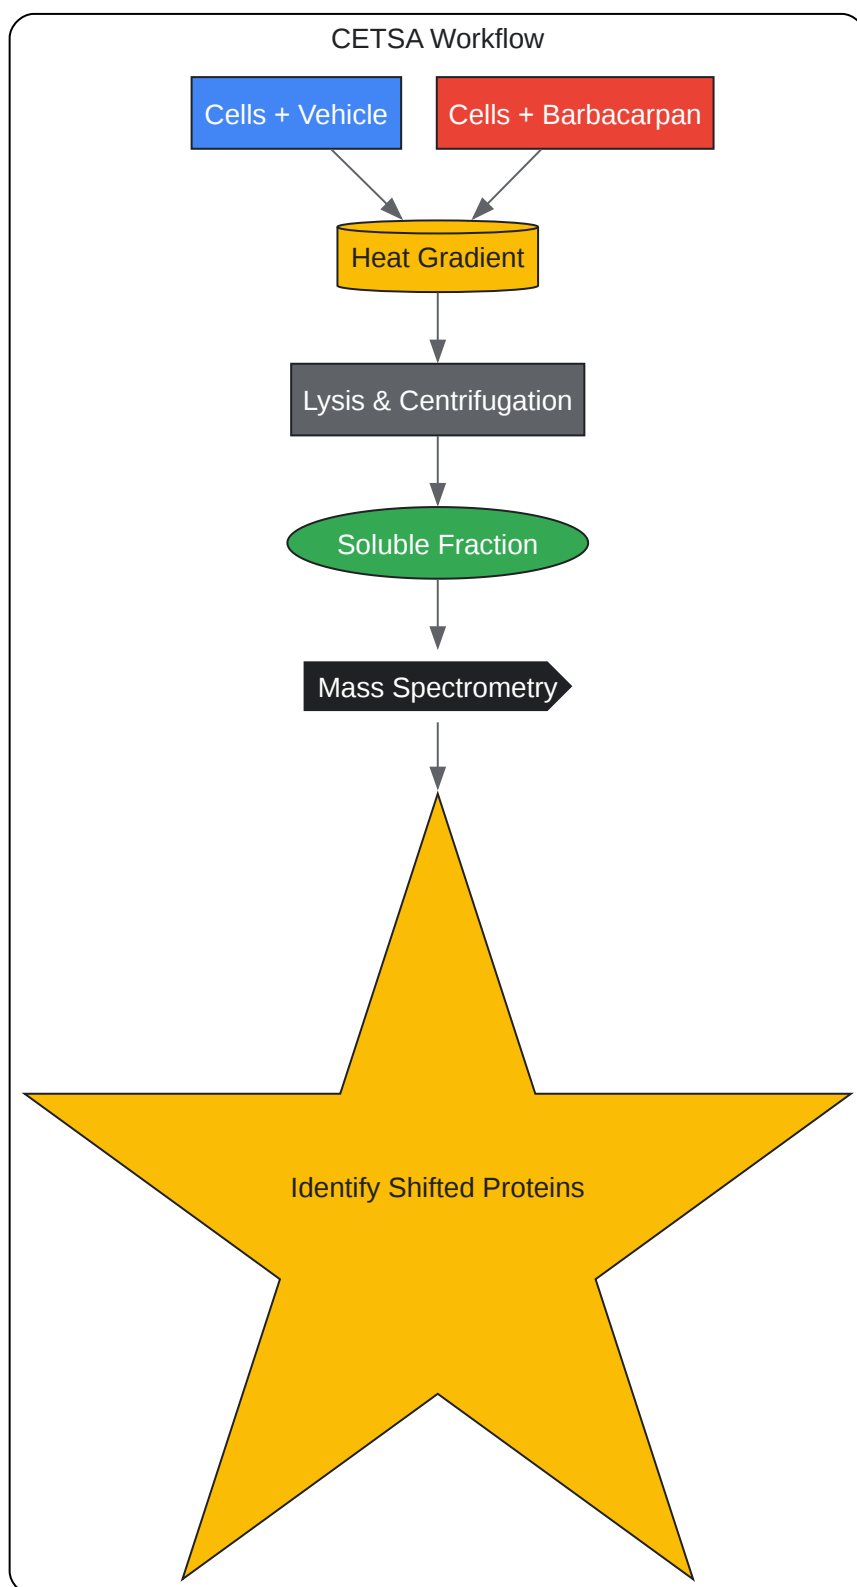 CETSA Workflow
Cells + Vehicle
Cells + Barbacarpan
Heat Gradient
Lysis & Centrifugation
Soluble Fraction
Mass Spectrometry
Identify Shifted Proteins